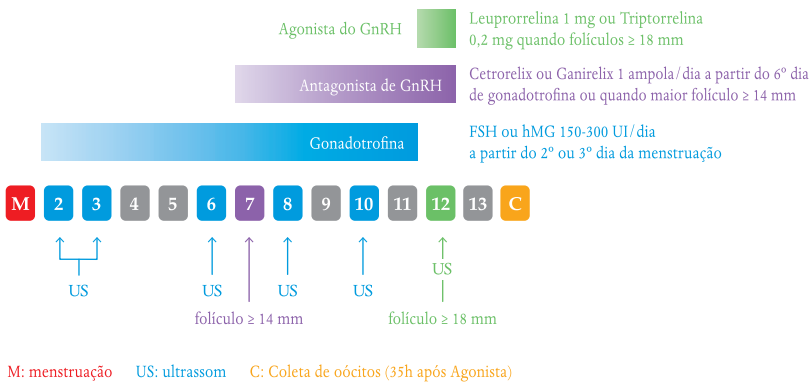 Agonista do GnRH
Leuprorrelina 1 mg ou Triptorrelina
0,2 mg quando folículos ≥ 18 mm
Antagonista de GnRH
Cetrorelix ou Ganirelix 1 ampola/dia a partir do 6º dia
de gonadotrofina ou quando maior folículo ≥ 14 mm
Gonadotrofina
FSH ou hMG 150-300 UI/dia
a partir do 2º ou 3º dia da menstruação
M 2 3 4 5 6 7 8 9 10 11 12 13 C
US
US
US
US
US
folículo ≥ 14 mm
folículo ≥ 18 mm
M: menstruação US: ultrassom C: Coleta de oócitos (35h após Agonista)